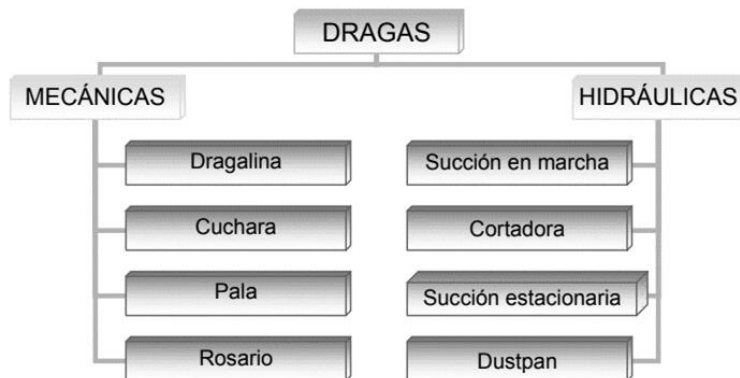 DRAGAS
MECÁNICAS
HIDRÁULICAS
Dragalina
Succión en marcha
Cuchara
Cortadora
Pala
Succión estacionaria
Rosario
Dustpan